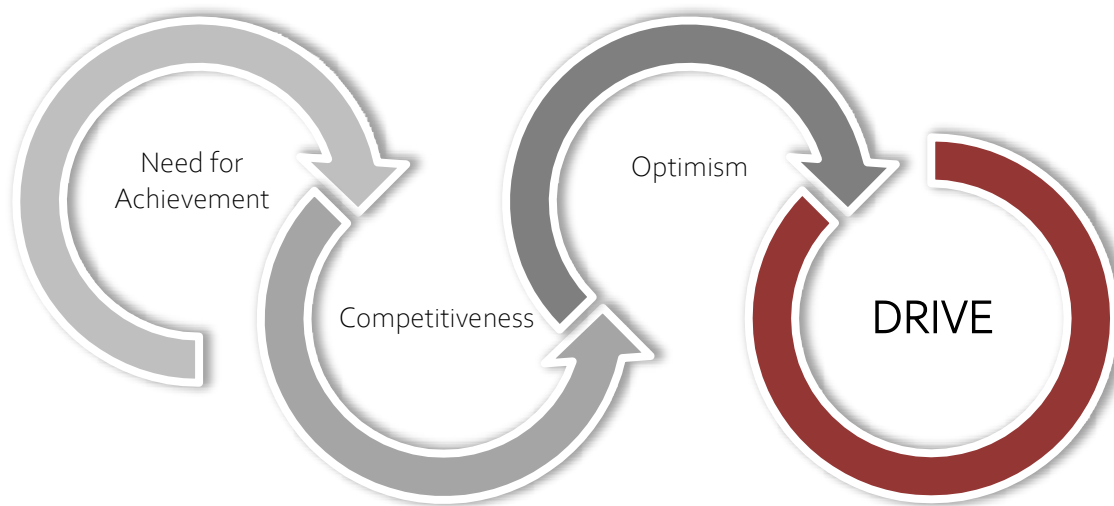 Need for
Achievement
Competitiveness
Optimism
DRIVE